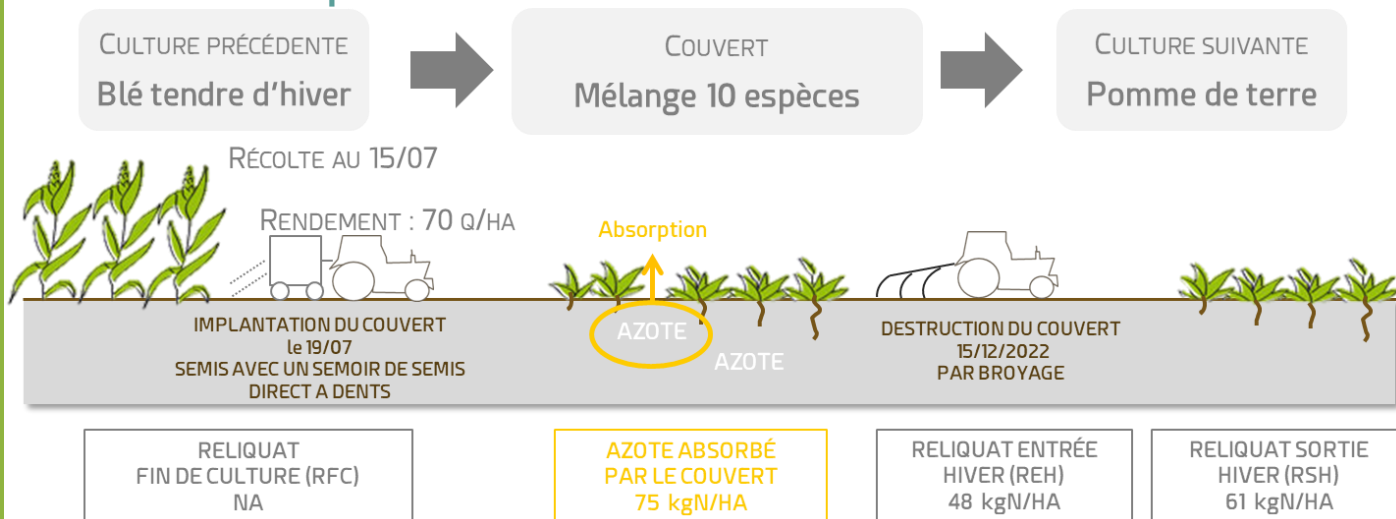 CULTURE PRÉCÉDENTE
Blé tendre d'hiver
COUVERT
Mélange 10 espèces
CULTURE SUIVANTE
Pomme de terre
RÉCOLTE AU 15/07
RENDEMENT : 70 Q/HA
Absorption
IMPLANTATION DU COUVERT
le 19/07
SEMIS AVEC UN SEMOIR DE SEMIS
DIRECT A DENTS
AZOTE
AZOTE
DESTRUCTION DU COUVERT
15/12/2022
PAR BROYAGE
RELIQUAT
FIN DE CULTURE (RFC)
NA
AZOTE ABSORBÉ
PAR LE COUVERT
75 kgN/HA
RELIQUAT ENTRÉE
HIVER (REH)
48 kgN/HA
RELIQUAT SORTIE
HIVER (RSH)
61 kgN/HA